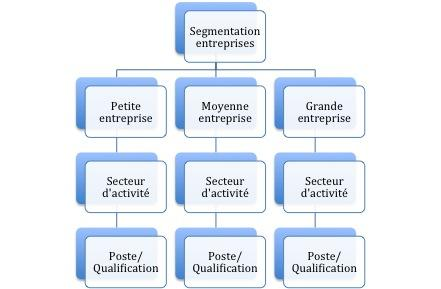 Segmentation
entreprises
Petite
entreprise
Moyenne
entreprise
Grande
entreprise
Secteur
d'activité
Secteur
d'activité
Secteur
d'activité
Poste/
Qualification
Poste/
Qualification
Poste/
Qualification